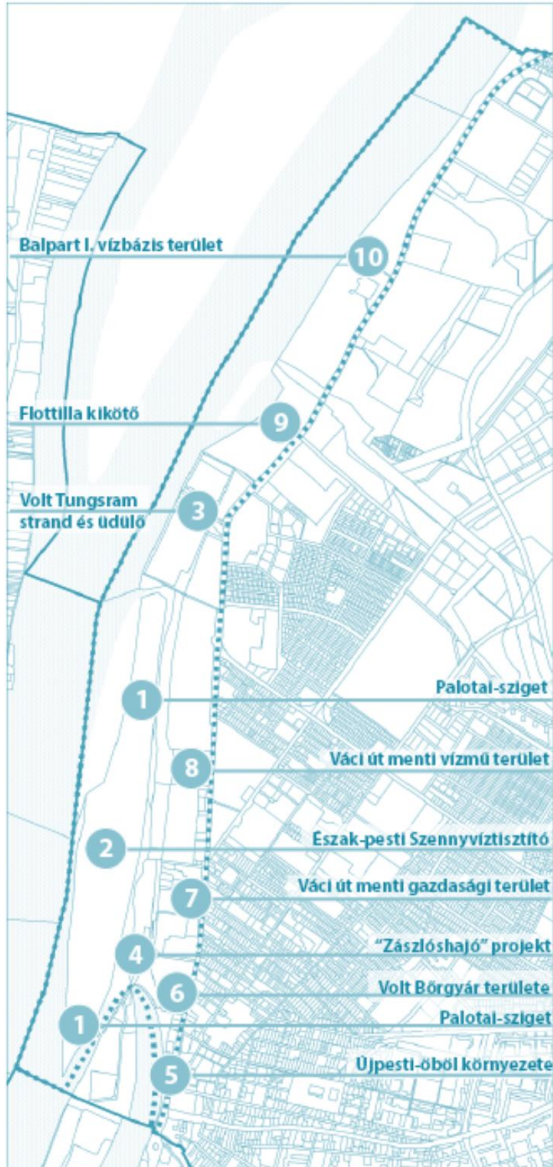 Balpart I. vízbázis terület
10
Flottilla kikötő
9
Volt Tungsram
strand és üdülő
3
1
Palotai-sziget
8
Váci út menti vízmű terület
2
Észak-pesti Szennyvíztisztító
7
Váci út menti gazdasági terület
4
"Zászlóshajó" projekt
6
Volt Bőrgyár területe
1
Palotai-sziget
5
Újpesti-öböl környezete